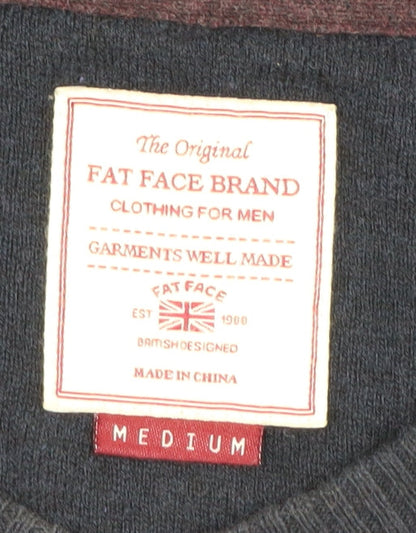 The Original
FAT FACE BRAND
CLOTHING FOR MEN
GARMENTS WELL MADE
FAT FACE
EST 1988
BRITISH DESIGNED
MADE IN CHINA
MEDIUM